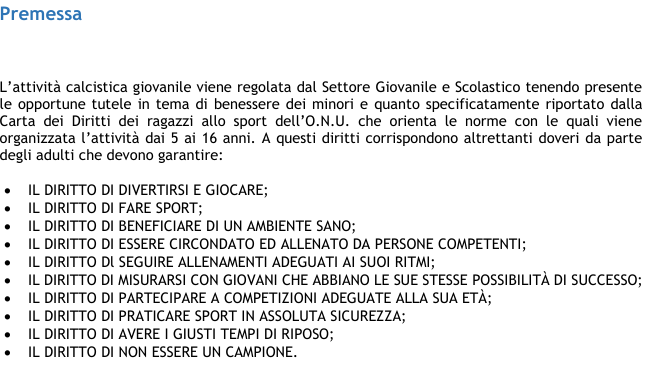 Premessa
L’attività calcistica giovanile viene regolata dal Settore Giovanile e Scolastico tenendo presente
le opportune tutele in tema di benessere dei minori e quanto specificatamente riportato dalla
Carta dei Diritti dei ragazzi allo sport dell’O.N.U. che orienta le norme con le quali viene
organizzata l’attività dai 5 ai 16 anni. A questi diritti corrispondono altrettanti doveri da parte
degli adulti che devono garantire:
• IL DIRITTO DI DIVERTIRSI E GIOCARE;
• IL DIRITTO DI FARE SPORT;
• IL DIRITTO DI BENEFICIARE DI UN AMBIENTE SANO;
• IL DIRITTO DI ESSERE CIRCONDATO ED ALLENATO DA PERSONE COMPETENTI;
• IL DIRITTO DI SEGUIRE ALLENAMENTI ADEGUATI AI SUOI RITMI;
• IL DIRITTO DI MISURARSI CON GIOVANI CHE ABBIANO LE SUE STESSE POSSIBILITÀ DI SUCCESSO;
• IL DIRITTO DI PARTECIPARE A COMPETIZIONI ADEGUATE ALLA SUA ETÀ;
• IL DIRITTO DI PRATICARE SPORT IN ASSOLUTA SICUREZZA;
• IL DIRITTO DI AVERE I GIUSTI TEMPI DI RIPOSO;
• IL DIRITTO DI NON ESSERE UN CAMPIONE.